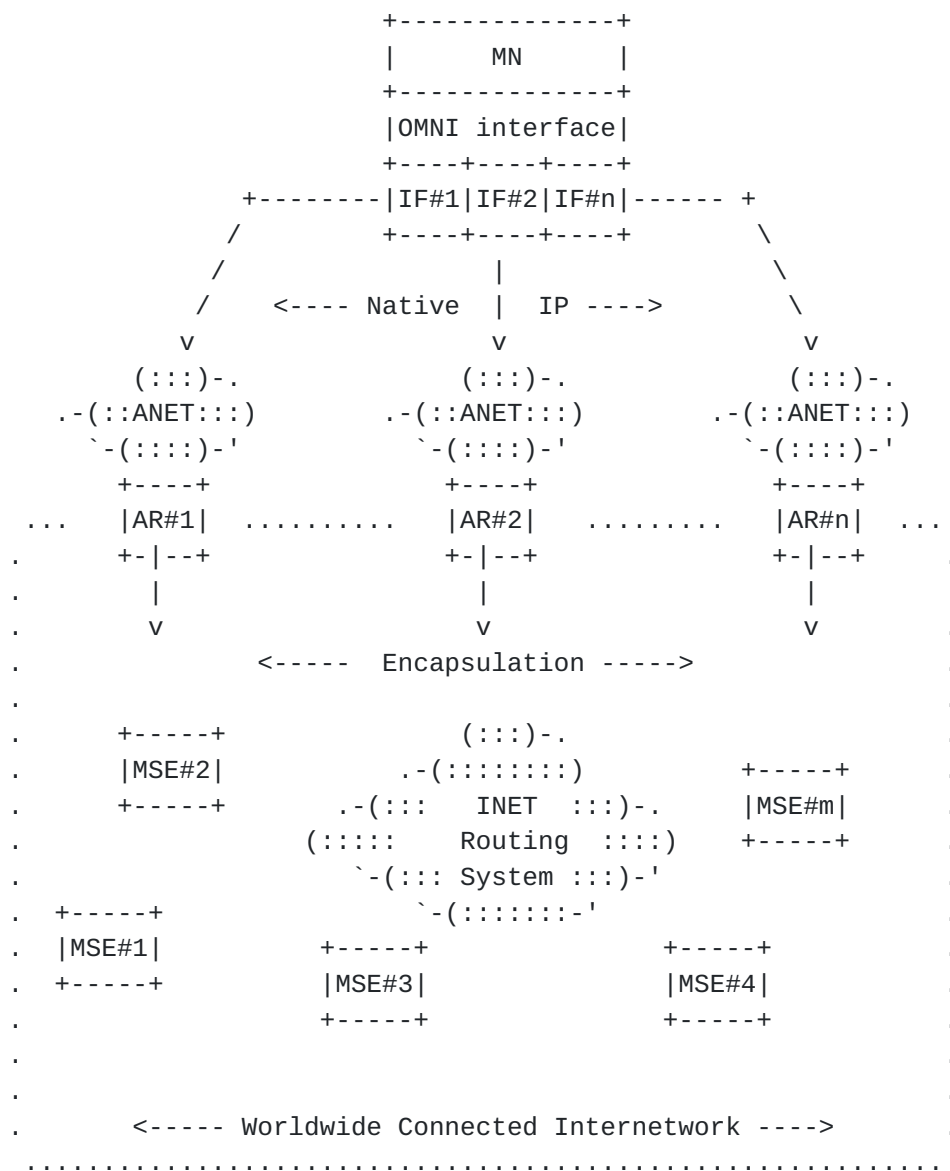 MN
OMNI interface
IF#1 IF#2 IF#n
<---- Native | IP ---->
ANET ANET ANET
AR#1 AR#2 AR#n
<----- Encapsulation ----->
MSE#2
INET MSE#m
Routing
System
MSE#1
MSE#3 MSE#4
<----- Worldwide Connected Internetwork ---->